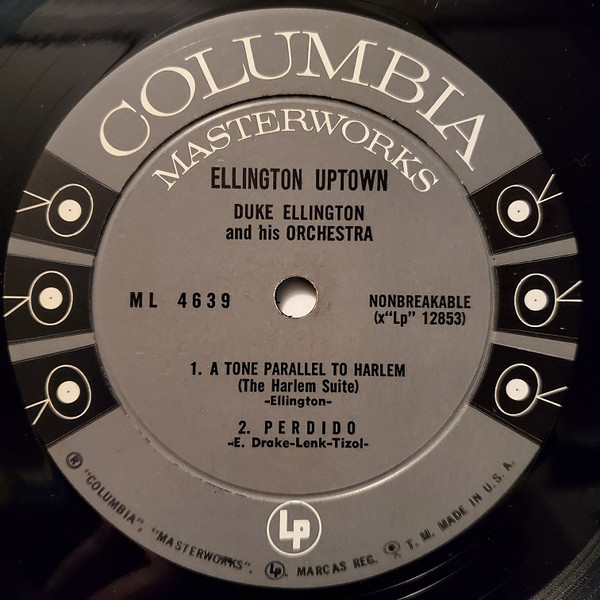 COLUMBIA
MASTERWORKS
ELLINGTON UPTOWN
DUKE ELLINGTON
and his ORCHESTRA
ML 4639
NONBREAKABLE
(x"Lp" 12853)
1. A TONE PARALLEL TO HARLEM
(The Harlem Suite)
-Ellington-
2. PERDIDO
-E. Drake-Lenk-Tizol-
Lp
® "COLUMBIA", "MASTERWORKS", Lp, MARCAS REG. T. M. MADE IN U. S. A.